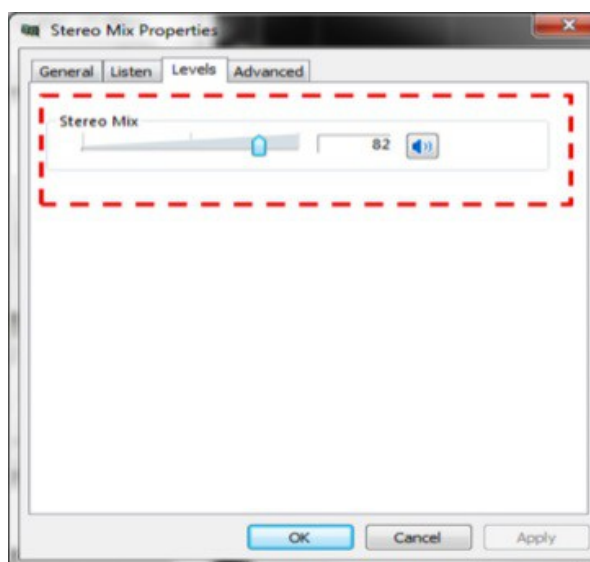 Stereo Mix Properties
General Listen Levels Advanced
Stereo Mix
82
OK Cancel Apply